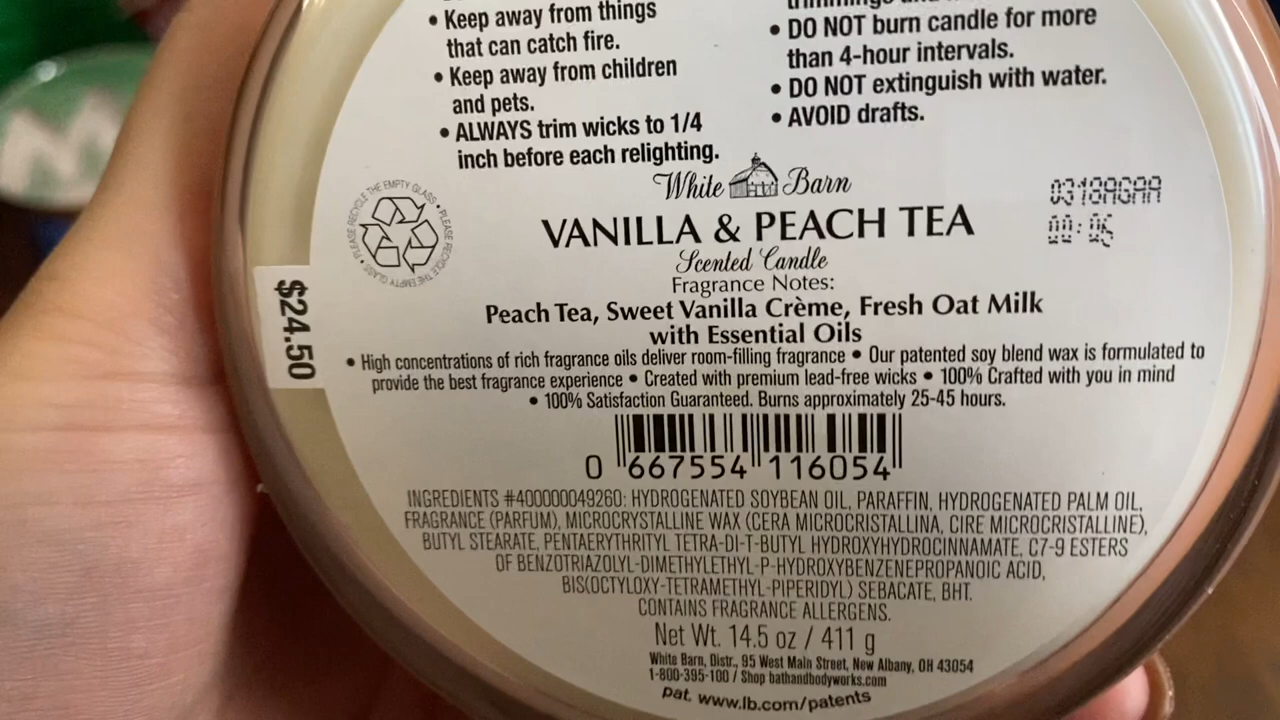 • Keep away from things
that can catch fire.
• Keep away from children
and pets.
• ALWAYS trim wicks to 1/4
inch before each relighting.
• DO NOT burn candle for more
than 4-hour intervals.
• DO NOT extinguish with water.
• AVOID drafts.
White Barn
0318AGAA
00:06
PLEASE RECYCLE THE EMPTY GLASS • PLEASE RECYCLE THE EMPTY GLASS •
VANILLA & PEACH TEA
Scented Candle
$24.50
Fragrance Notes:
Peach Tea, Sweet Vanilla Crème, Fresh Oat Milk
with Essential Oils
• High concentrations of rich fragrance oils deliver room-filling fragrance • Our patented soy blend wax is formulated to
provide the best fragrance experience • Created with premium lead-free wicks • 100% Crafted with you in mind
• 100% Satisfaction Guaranteed. Burns approximately 25-45 hours.
0 667554 116054
INGREDIENTS #400000049260: HYDROGENATED SOYBEAN OIL, PARAFFIN, HYDROGENATED PALM OIL,
FRAGRANCE (PARFUM), MICROCRYSTALLINE WAX (CERA MICROCRISTALLINA, CIRE MICROCRISTALLINE),
BUTYL STEARATE, PENTAERYTHRITYL TETRA-DI-T-BUTYL HYDROXYHYDROCINNAMATE, C7-9 ESTERS
OF BENZOTRIAZOLYL-DIMETHYLETHYL-P-HYDROXYBENZENEPROPANOIC ACID,
BIS(OCTYLOXY-TETRAMETHYL-PIPERIDYL) SEBACATE, BHT.
CONTAINS FRAGRANCE ALLERGENS.
Net Wt. 14.5 oz / 411 g
White Barn, Distr., 95 West Main Street, New Albany, OH 43054
1-800-395-100 / Shop bathandbodyworks.com
pat. www.lb.com/patents